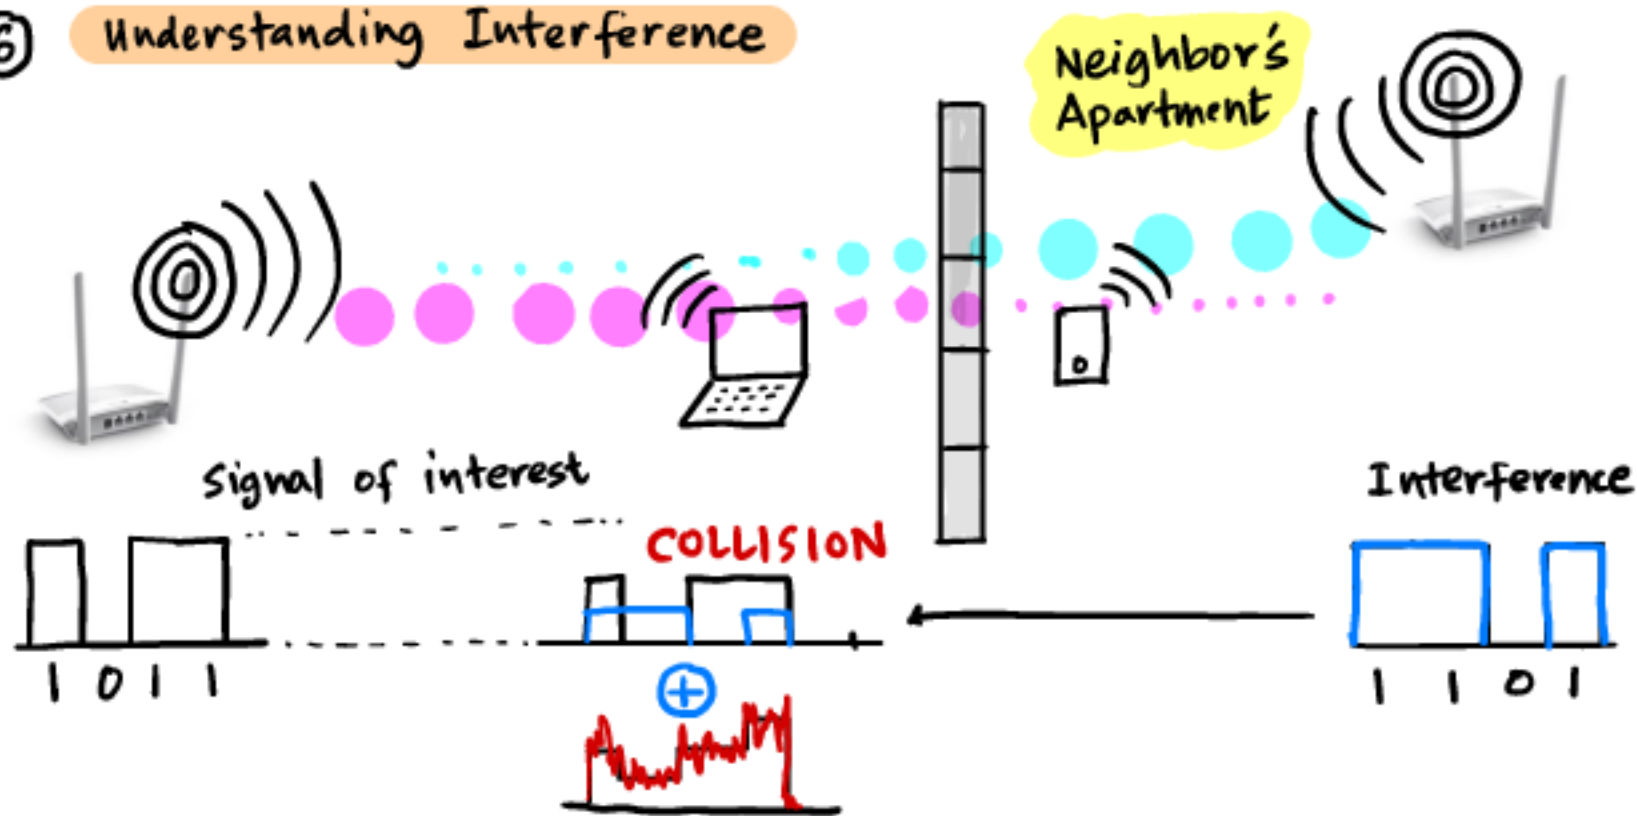 6 Understanding Interference
Neighbor's
Apartment
Signal of interest
Interference
COLLISION
1 0 1 1
1 1 0 1